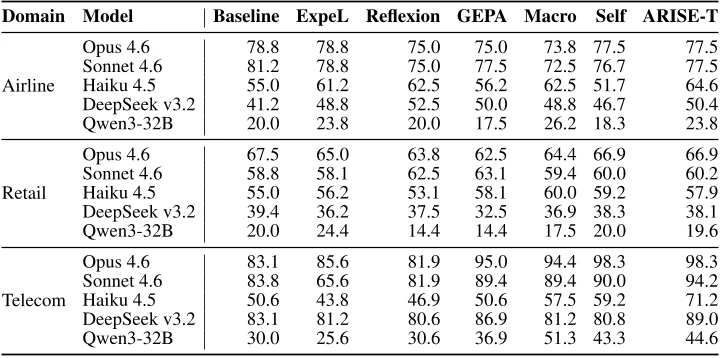 Domain Model Baseline ExpeL Reflexion GEPA Macro Self ARISE-T
Opus 4.6 78.8 78.8 75.0 75.0 73.8 77.5 77.5
Sonnet 4.6 81.2 78.8 75.0 77.5 72.5 76.7 77.5
Airline Haiku 4.5 55.0 61.2 62.5 56.2 62.5 51.7 64.6
DeepSeek v3.2 41.2 48.8 52.5 50.0 48.8 46.7 50.4
Qwen3-32B 20.0 23.8 20.0 17.5 26.2 18.3 23.8
Opus 4.6 67.5 65.0 63.8 62.5 64.4 66.9 66.9
Sonnet 4.6 58.8 58.1 62.5 63.1 59.4 60.0 60.2
Retail Haiku 4.5 55.0 56.2 53.1 58.1 60.0 59.2 57.9
DeepSeek v3.2 39.4 36.2 37.5 32.5 36.9 38.3 38.1
Qwen3-32B 20.0 24.4 14.4 14.4 17.5 20.0 19.6
Opus 4.6 83.1 85.6 81.9 95.0 94.4 98.3 98.3
Sonnet 4.6 83.8 65.6 81.9 89.4 89.4 90.0 94.2
Telecom Haiku 4.5 50.6 43.8 46.9 50.6 57.5 59.2 71.2
DeepSeek v3.2 83.1 81.2 80.6 86.9 81.2 80.8 89.0
Qwen3-32B 30.0 25.6 30.6 36.9 51.3 43.3 44.6